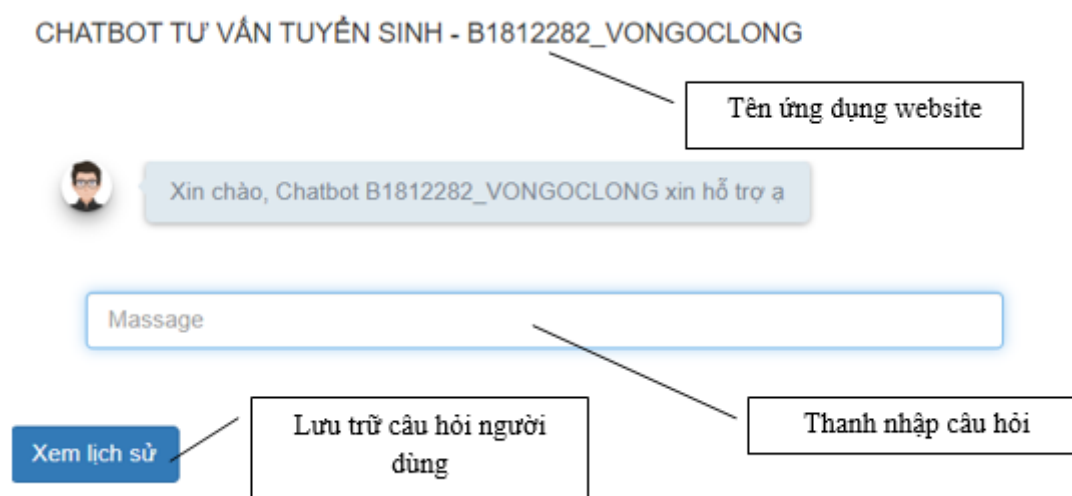 CHATBOT TƯ VẤN TUYỂN SINH - B1812282_VONGOCLONG
Tên ứng dụng website
Xin chào, Chatbot B1812282_VONGOCLONG xin hỗ trợ ạ
Massage
Lưu trữ câu hỏi người
dùng
Thanh nhập câu hỏi
Xem lịch sử